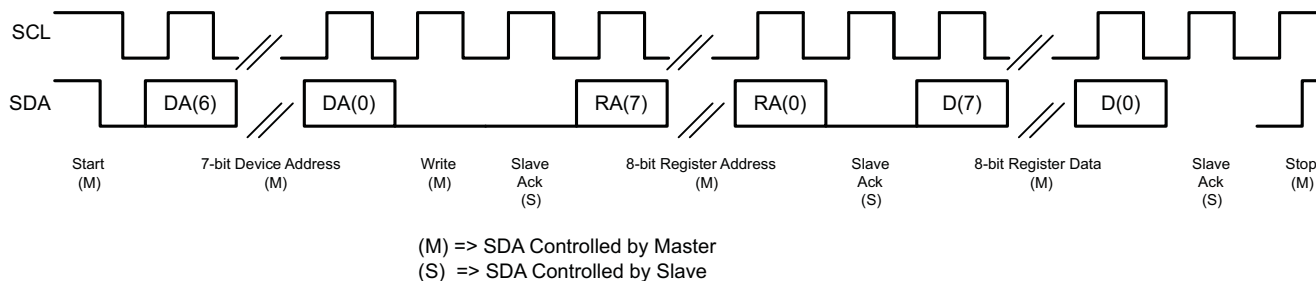 SCL
SDA
DA(6)
DA(0)
RA(7)
RA(0)
D(7)
D(0)
Start
(M)
7-bit Device Address
(M)
Write
(M)
Slave
Ack
(S)
8-bit Register Address
(M)
Slave
Ack
(S)
8-bit Register Data
(M)
Slave
Ack
(S)
Stop
(M)
(M) => SDA Controlled by Master
(S) => SDA Controlled by Slave